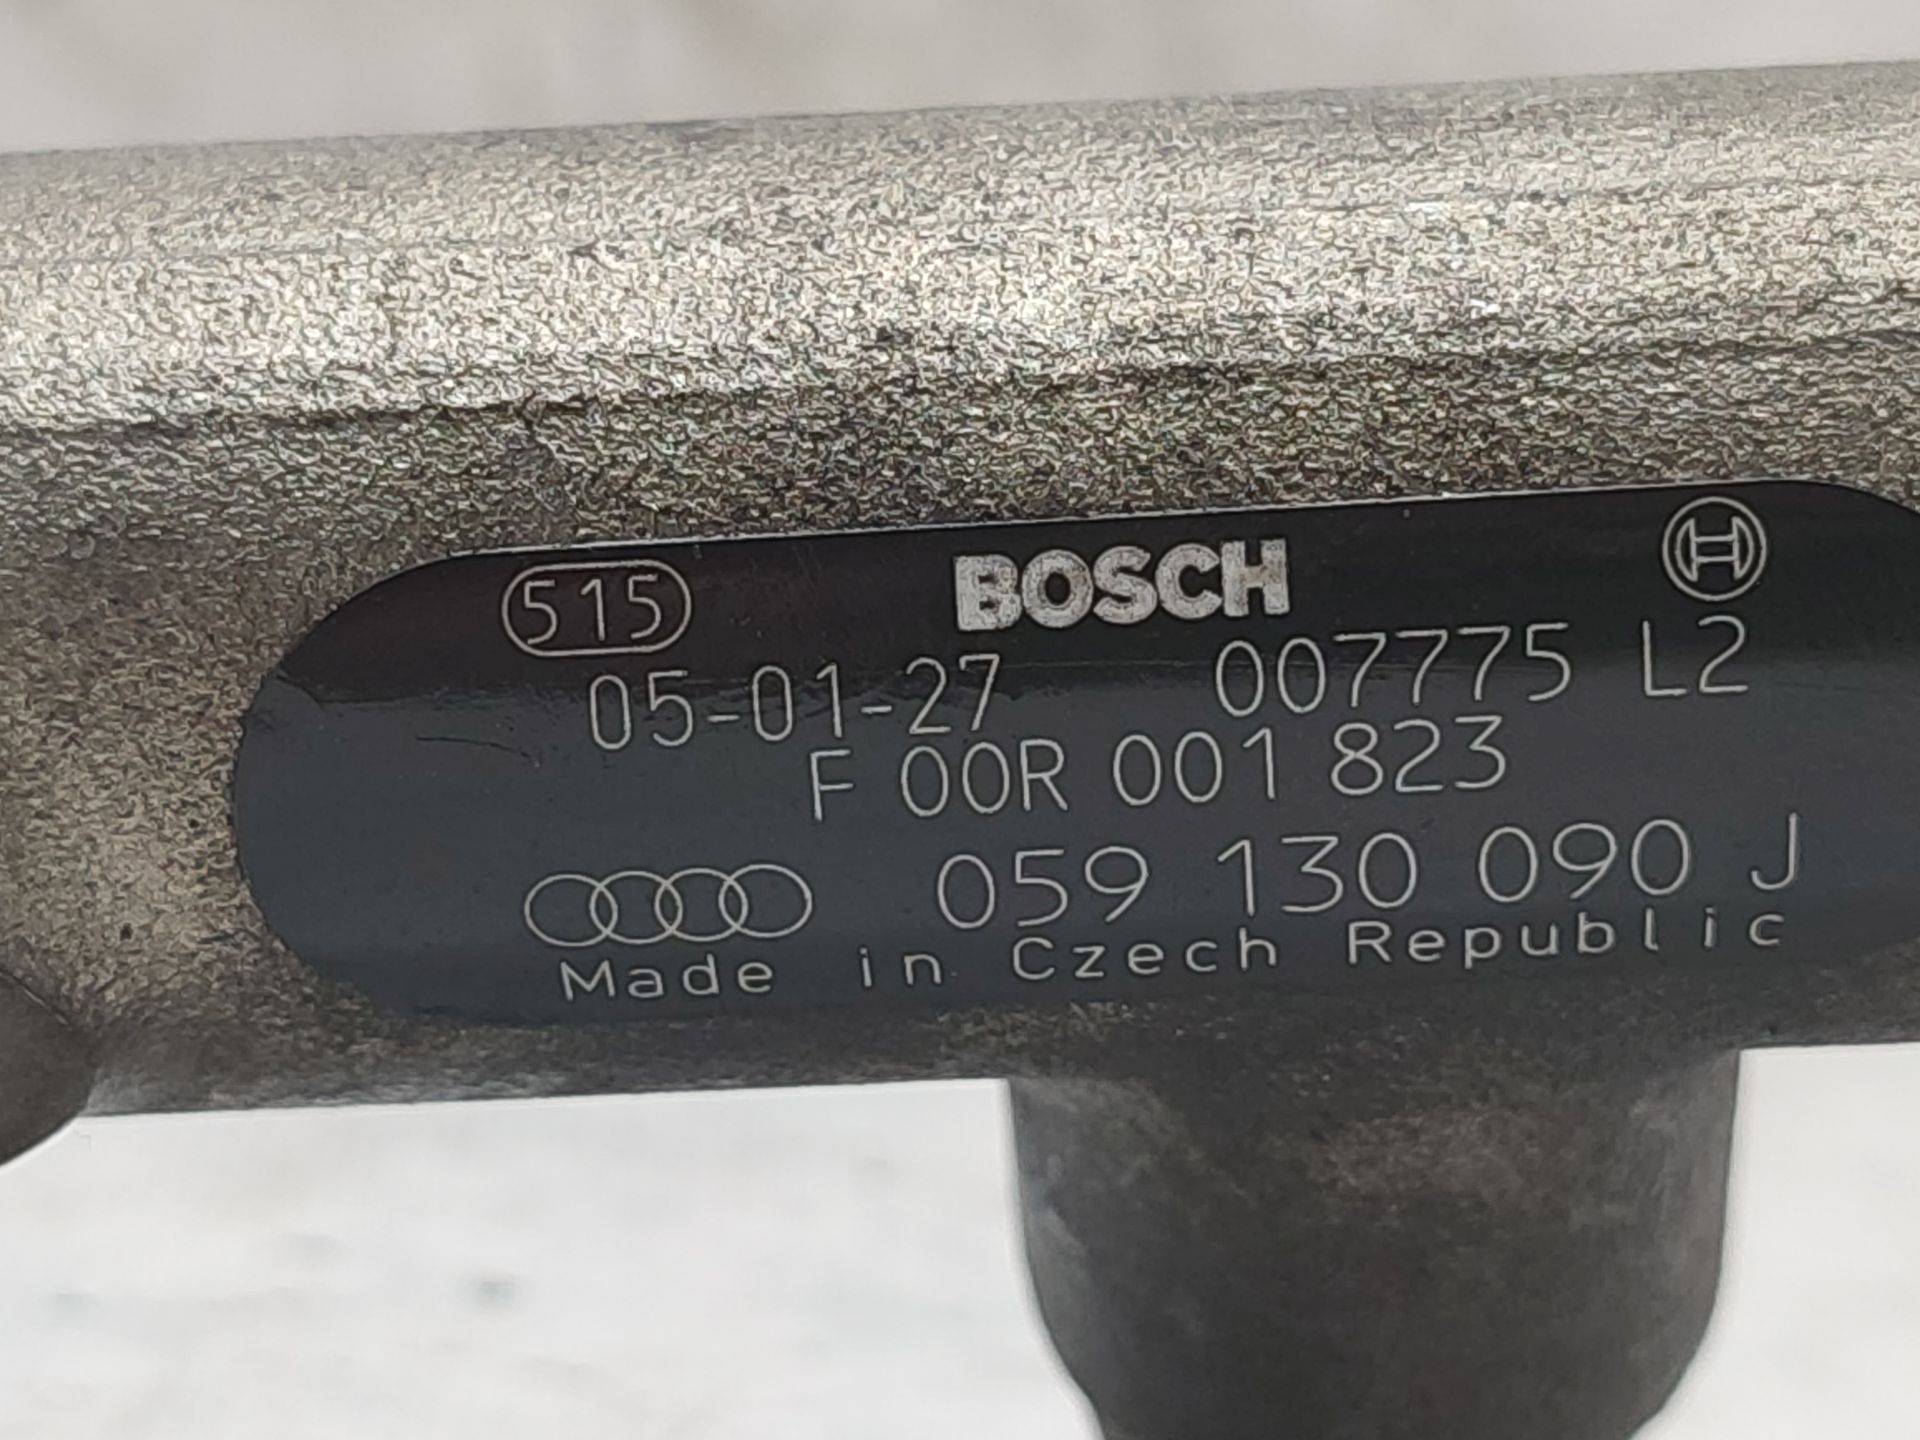 515 BOSCH
05-01-27 007775 L2
F 00R 001 823
059 130 090 J
Made in Czech Republic